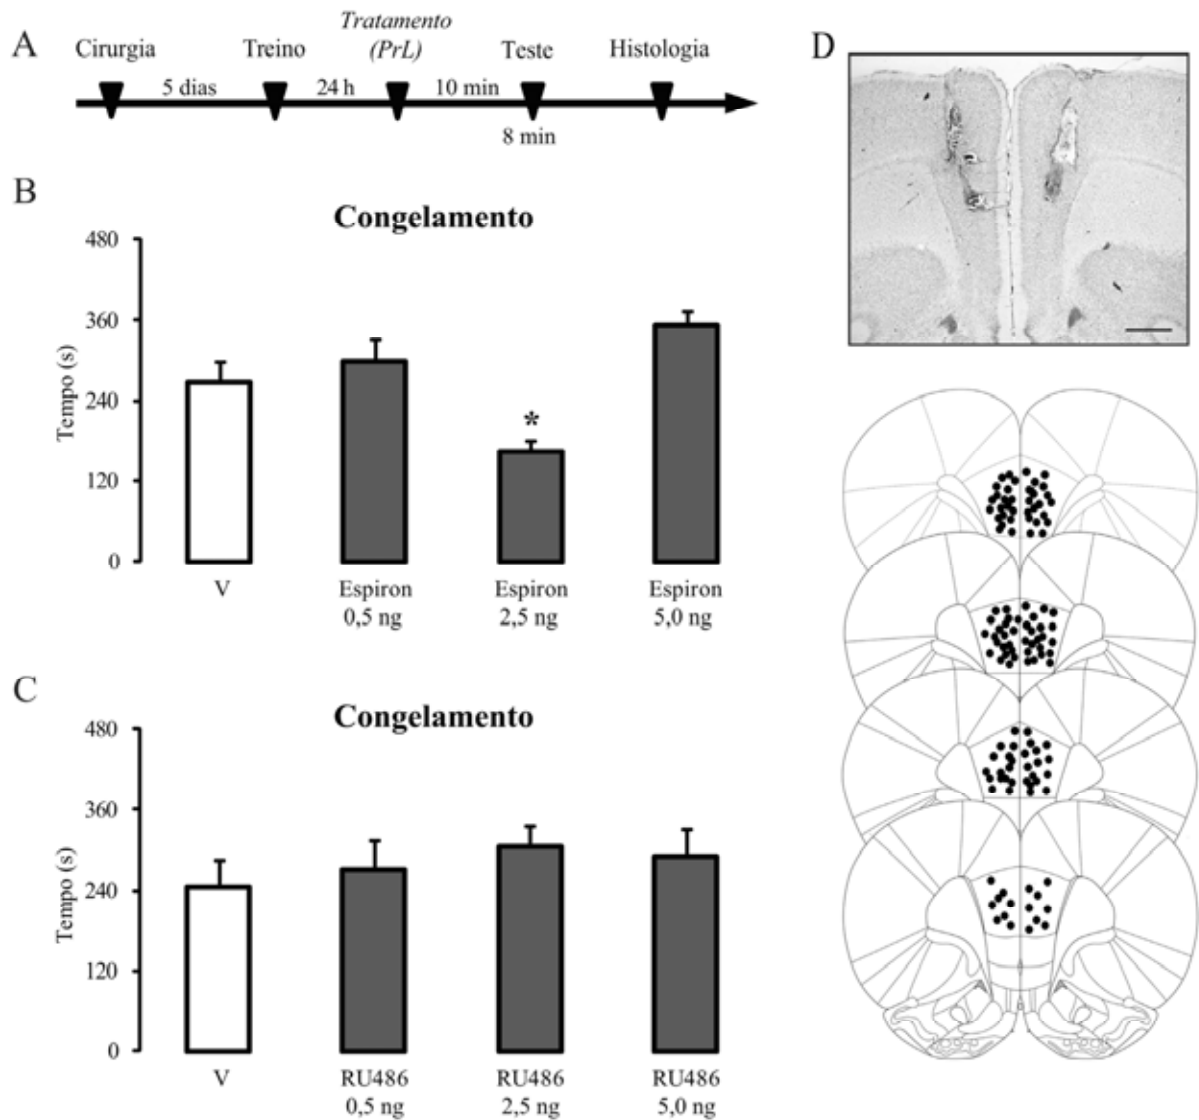 A
Cirurgia
Treino
Tratamento
(PrL)
Teste
Histologia
5 dias
24 h
10 min
8 min
B
Congelamento
Tempo (s)
480
360
240
120
0
V
Espiron
0,5 ng
Espiron
2,5 ng
*
Espiron
5,0 ng
C
Congelamento
Tempo (s)
480
360
240
120
0
V
RU486
0,5 ng
RU486
2,5 ng
RU486
5,0 ng
D